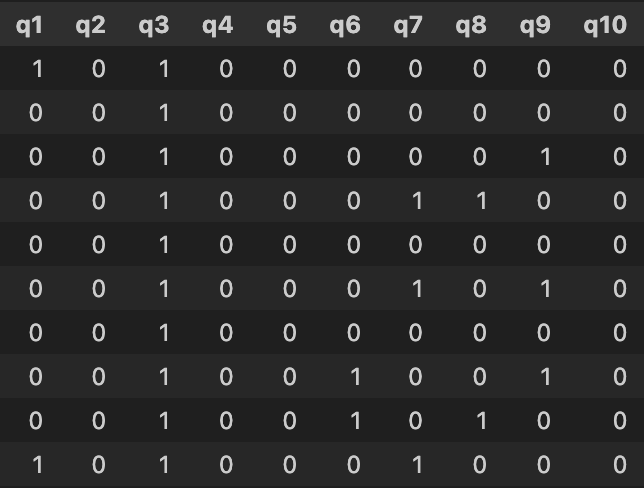 q1 q2 q3 q4 q5 q6 q7 q8 q9 q10
1 0 1 0 0 0 0 0 0 0
0 0 1 0 0 0 0 0 0 0
0 0 1 0 0 0 0 0 1 0
0 0 1 0 0 0 1 1 0 0
0 0 1 0 0 0 0 0 0 0
0 0 1 0 0 0 1 0 1 0
0 0 1 0 0 0 0 0 0 0
0 0 1 0 0 1 0 0 1 0
0 0 1 0 0 1 0 1 0 0
1 0 1 0 0 0 1 0 0 0